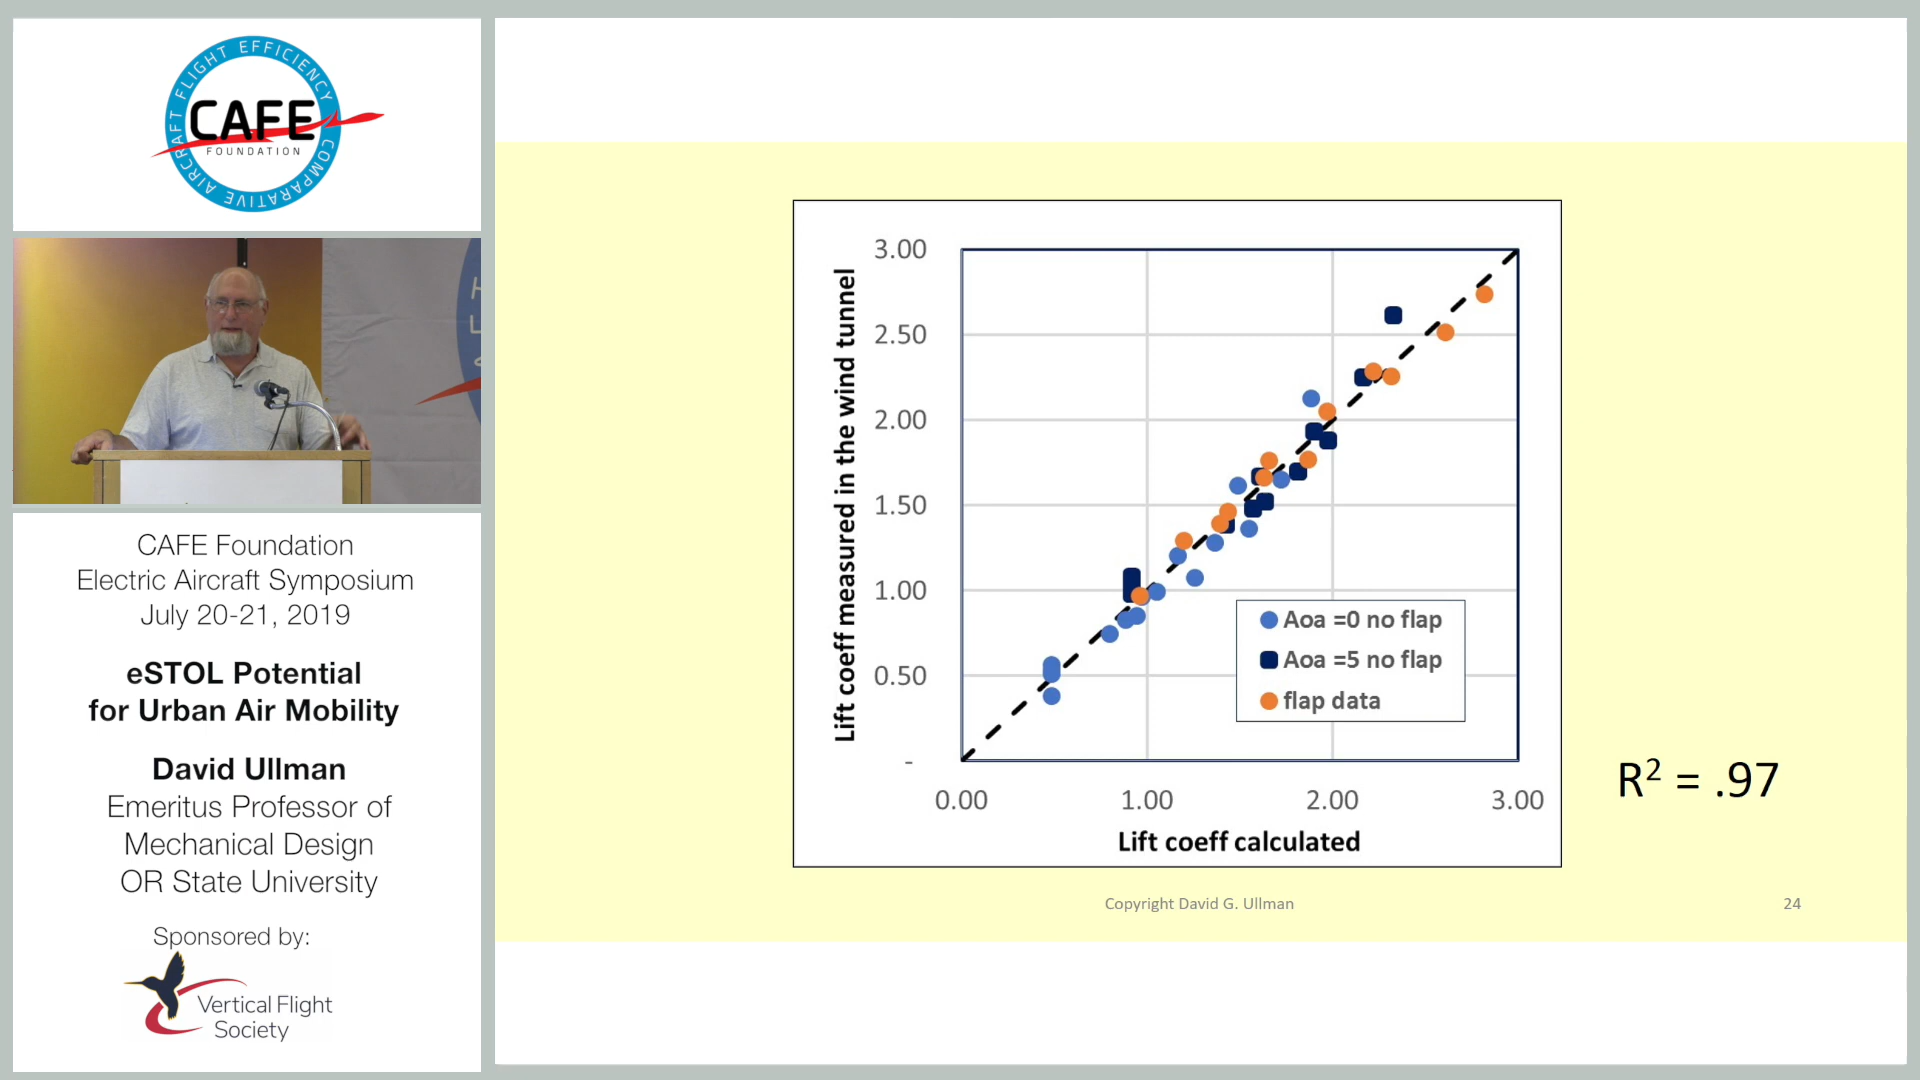 COMPARATIVE AIRCRAFT FLIGHT EFFICIENCY
CAFE
FOUNDATION
CAFE Foundation
Electric Aircraft Symposium
July 20-21, 2019
eSTOL Potential
for Urban Air Mobility
David Ullman
Emeritus Professor of
Mechanical Design
OR State University
Sponsored by:
Vertical Flight
Society
Lift coeff measured in the wind tunnel
3.00
2.50
2.00
1.50
1.00
0.50
-
0.00 1.00 2.00 3.00
Lift coeff calculated
Aoa =0 no flap
Aoa =5 no flap
flap data
R² = .97
Copyright David G. Ullman
24